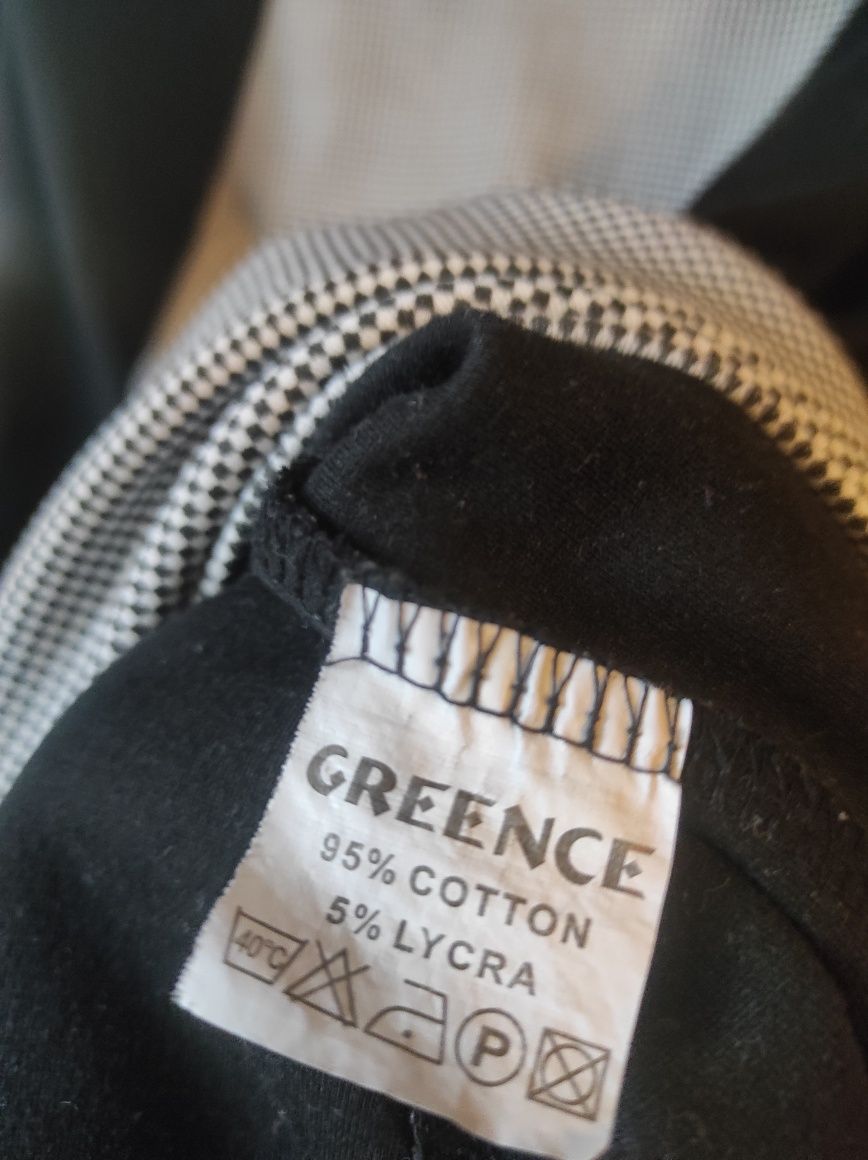 GREENCE
95% COTTON
5% LYCRA
40°C P